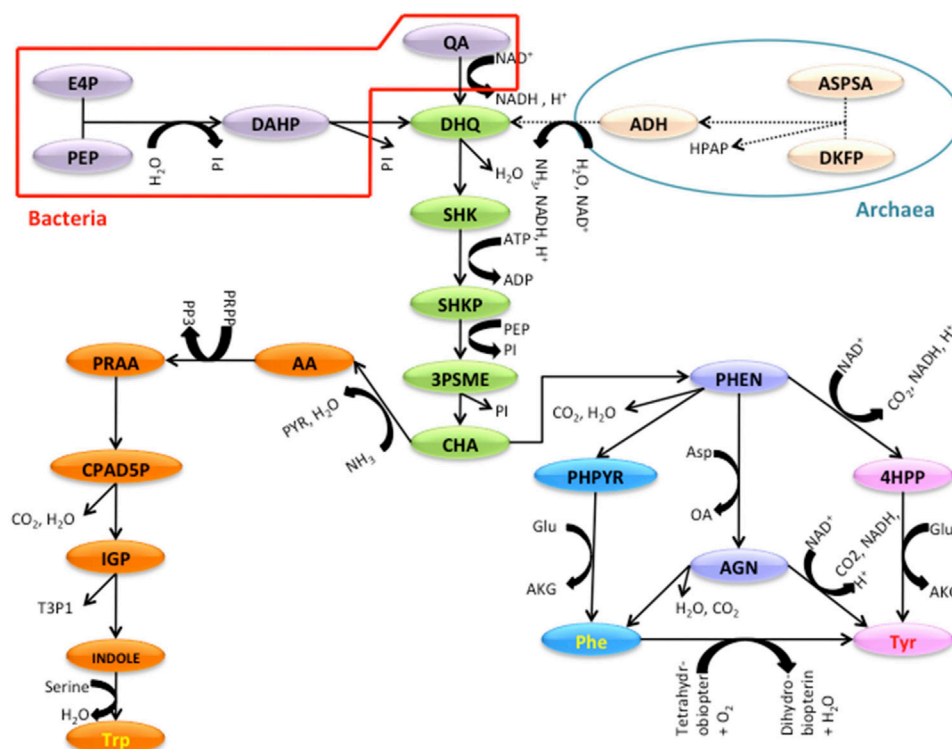 QA
NAD⁺
NADH , H⁺
E4P
PEP
H₂O
PI
DAHP
PI
DHQ
H₂O
NH₃, NADH, H⁺
H₂O, NAD⁺
ADH
HPAP
ASPSA
DKFP
Bacteria
Archaea
SHK
ATP
ADP
SHKP
PEP
PI
3PSME
PI
CHA
PYR, H₂O
NH₃
AA
PRPP
PP3
PRAA
CPAD5P
CO₂, H₂O
IGP
T3P1
INDOLE
Serine
H₂O
Trp
PHEN
CO₂, H₂O
NAD⁺
CO₂, NADH, H⁺
PHPYR
Asp
OA
4HPP
Glu
AKG
AGN
H₂O, CO₂
NAD⁺
CO2, NADH,
H⁺
Glu
AKG
Phe
Tyr
Tetrahydr-
obiopter
+ O₂
Dihydro-
biopterin
+ H₂O